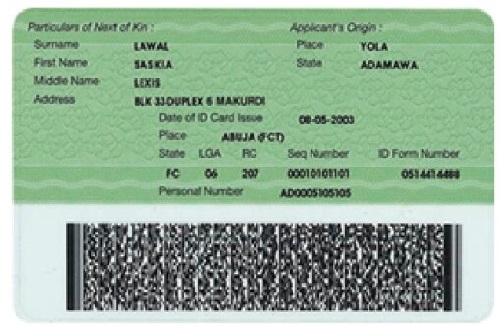 Particulars of Next of Kin : Applicant's Origin :
Surname LAWAL Place YOLA
First Name SASKIA State ADAMAWA
Middle Name LEXIS
Address BLK 33DUPLEX 6 MAKURDI
Date of ID Card Issue 08-05-2003
Place ABUJA (FCT)
State LGA RC Seq Number ID Form Number
FC 06 207 00010101101 0514414488
Personal Number AD0005105105